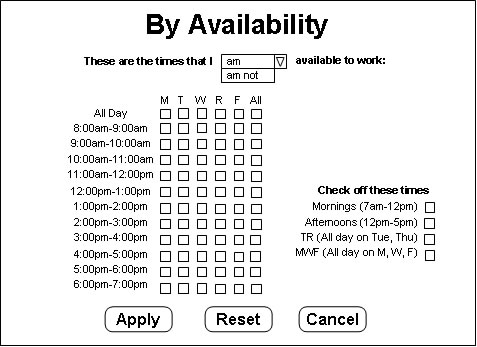 By Availability
These are the times that I am available to work:
am not
M T W R F All
All Day
8:00am-9:00am
9:00am-10:00am
10:00am-11:00am
11:00am-12:00pm
12:00pm-1:00pm
1:00pm-2:00pm
2:00pm-3:00pm
3:00pm-4:00pm
4:00pm-5:00pm
5:00pm-6:00pm
6:00pm-7:00pm
Check off these times
Mornings (7am-12pm)
Afternoons (12pm-5pm)
TR (All day on Tue, Thu)
MWF (All day on M, W, F)
Apply Reset Cancel